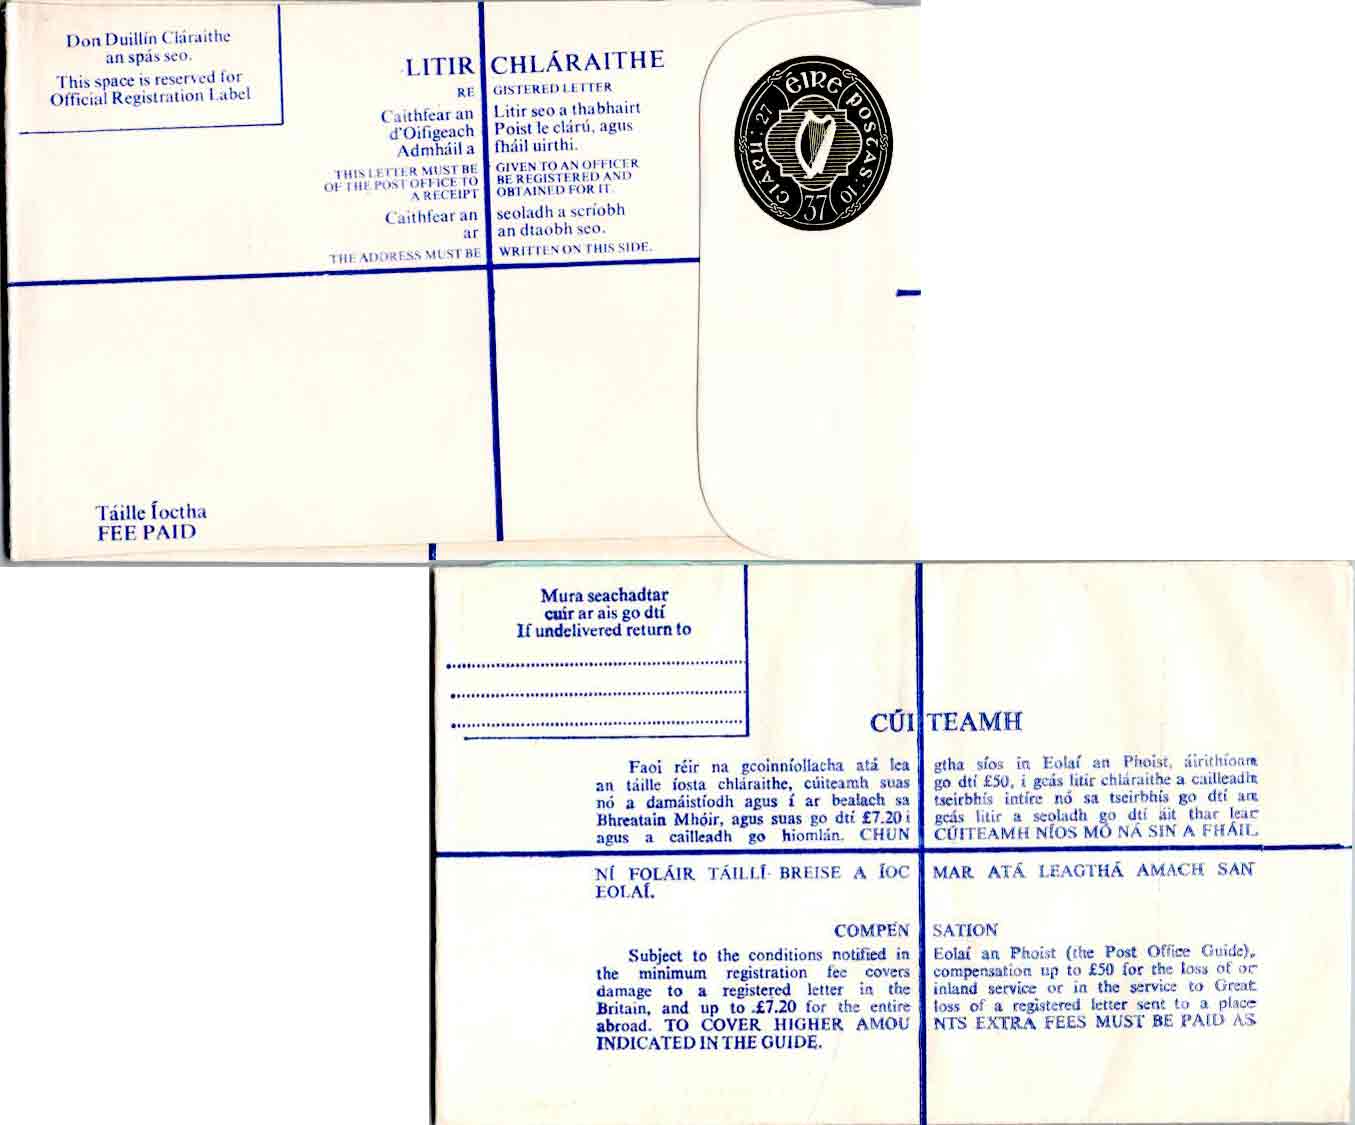 Don Duillín Cláraithe
an spás seo.
This space is reserved for
Official Registration Label
LITIR CHLÁRAITHE
RE GISTERED LETTER
Caithfear an Litir seo a thabhairt
d'Oifigeach Poist le clárú, agus
Admháil a fháil uirthi.
THIS LETTER MUST BE GIVEN TO AN OFFICER
OF THE POST OFFICE TO BE REGISTERED AND
A RECEIPT OBTAINED FOR IT.
Caithfear an seoladh a scríobh
ar an dtaobh seo.
THE ADDRESS MUST BE WRITTEN ON THIS SIDE.
ÉIRE POSTAS: 10
CLÁRÚ: 27
37
Táille Íoctha
FEE PAID
Mura seachadtar
cuir ar ais go dtí
If undelivered return to
CÚI TEAMH
Faoi réir na gcoinníollacha atá lea gtha síos in Eolaí an Phoist, áirithíonn
an táille íosta chláraithe, cúiteamh suas go dtí £50, i gcás litir chláraithe a cailleadh
nó a damáistíodh agus í ar bealach sa tseirbhís intíre nó sa tseirbhís go dtí an
Bhreatain Mhóir, agus suas go dtí £7.20 i gcás litir a seoladh go dtí áit thar lear
agus a cailleadh go hiomlán. CHUN CÚITEAMH NÍOS MÓ NÁ SIN A FHÁIL
NÍ FOLÁIR TÁILLÍ BREISE A ÍOC MAR ATÁ LEAGTHÁ AMACH SAN
EOLAÍ.
COMPEN SATION
Subject to the conditions notified in Eolaí an Phoist (the Post Office Guide),
the minimum registration fee covers compensation up to £50 for the loss of or
damage to a registered letter in the inland service or in the service to Great
Britain, and up to £7.20 for the entire loss of a registered letter sent to a place
abroad. TO COVER HIGHER AMOU NTS EXTRA FEES MUST BE PAID AS
INDICATED IN THE GUIDE.